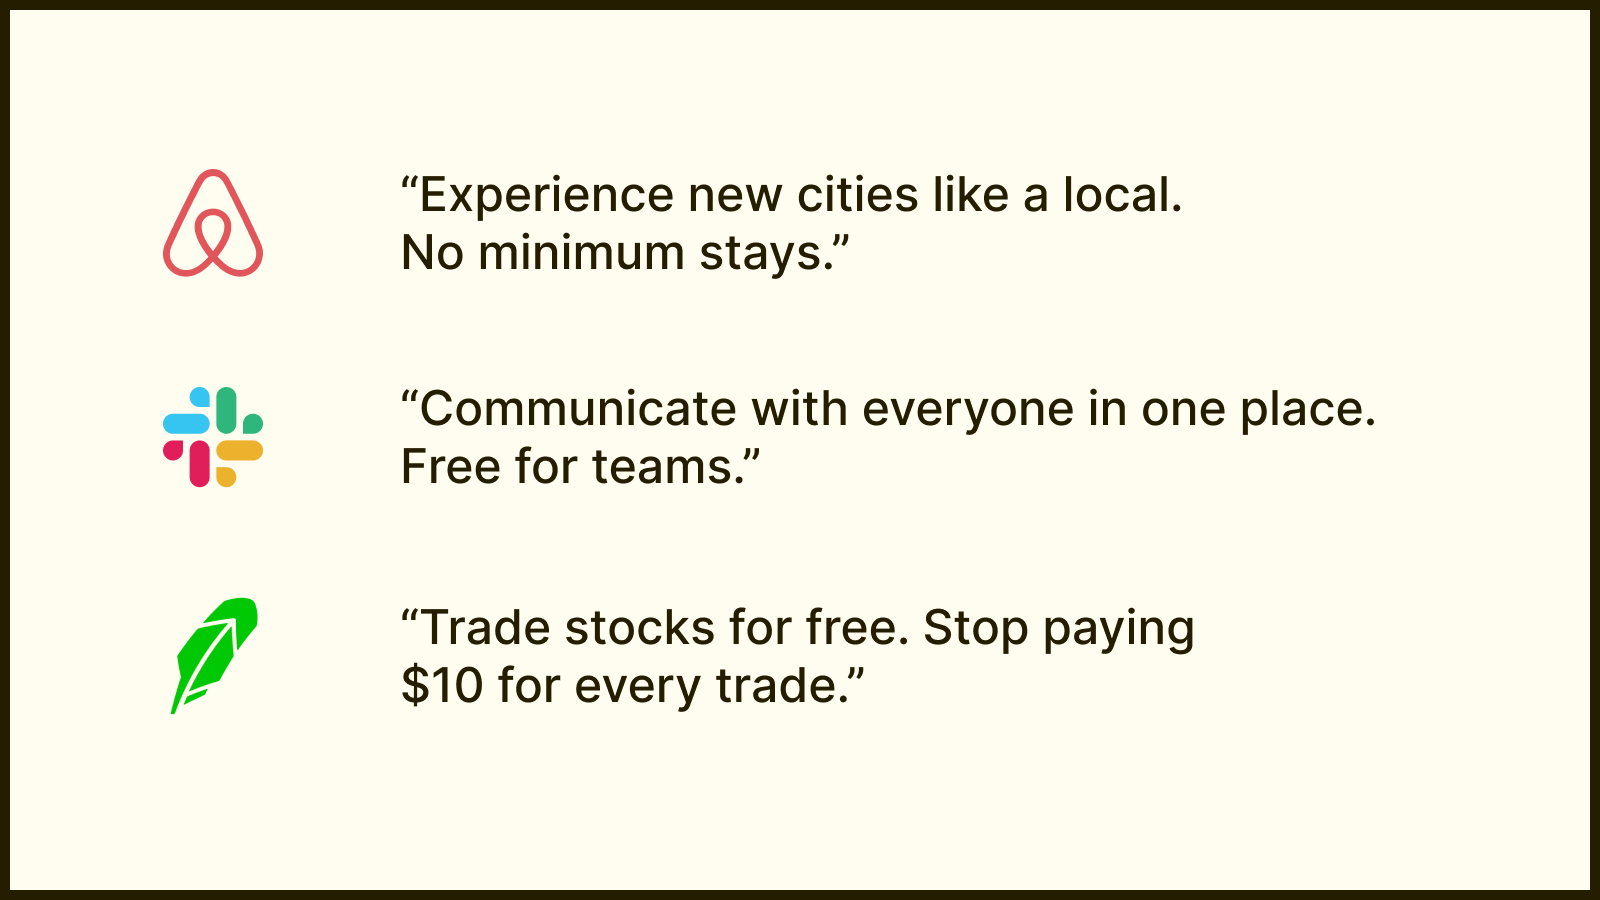 “Experience new cities like a local.
No minimum stays.”
“Communicate with everyone in one place.
Free for teams.”
“Trade stocks for free. Stop paying
$10 for every trade.”